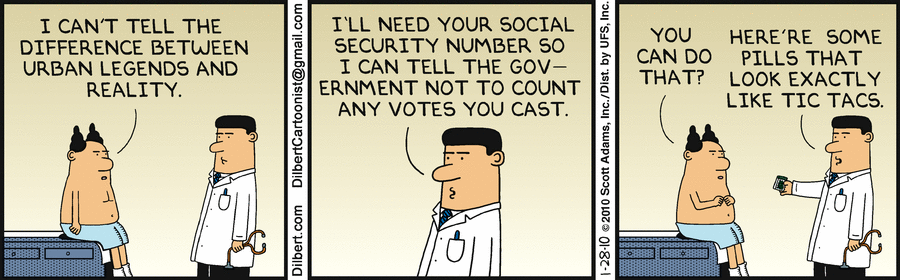 I CAN'T TELL THE
DIFFERENCE BETWEEN
URBAN LEGENDS AND
REALITY.
Dilbert.com DilbertCartoonist@gmail.com
I'LL NEED YOUR SOCIAL
SECURITY NUMBER SO
I CAN TELL THE GOV-
ERNMENT NOT TO COUNT
ANY VOTES YOU CAST.
1-28-10 ©2010 Scott Adams, Inc./Dist. by UFS, Inc.
YOU
CAN DO
THAT?
HERE'RE SOME
PILLS THAT
LOOK EXACTLY
LIKE TIC TACS.